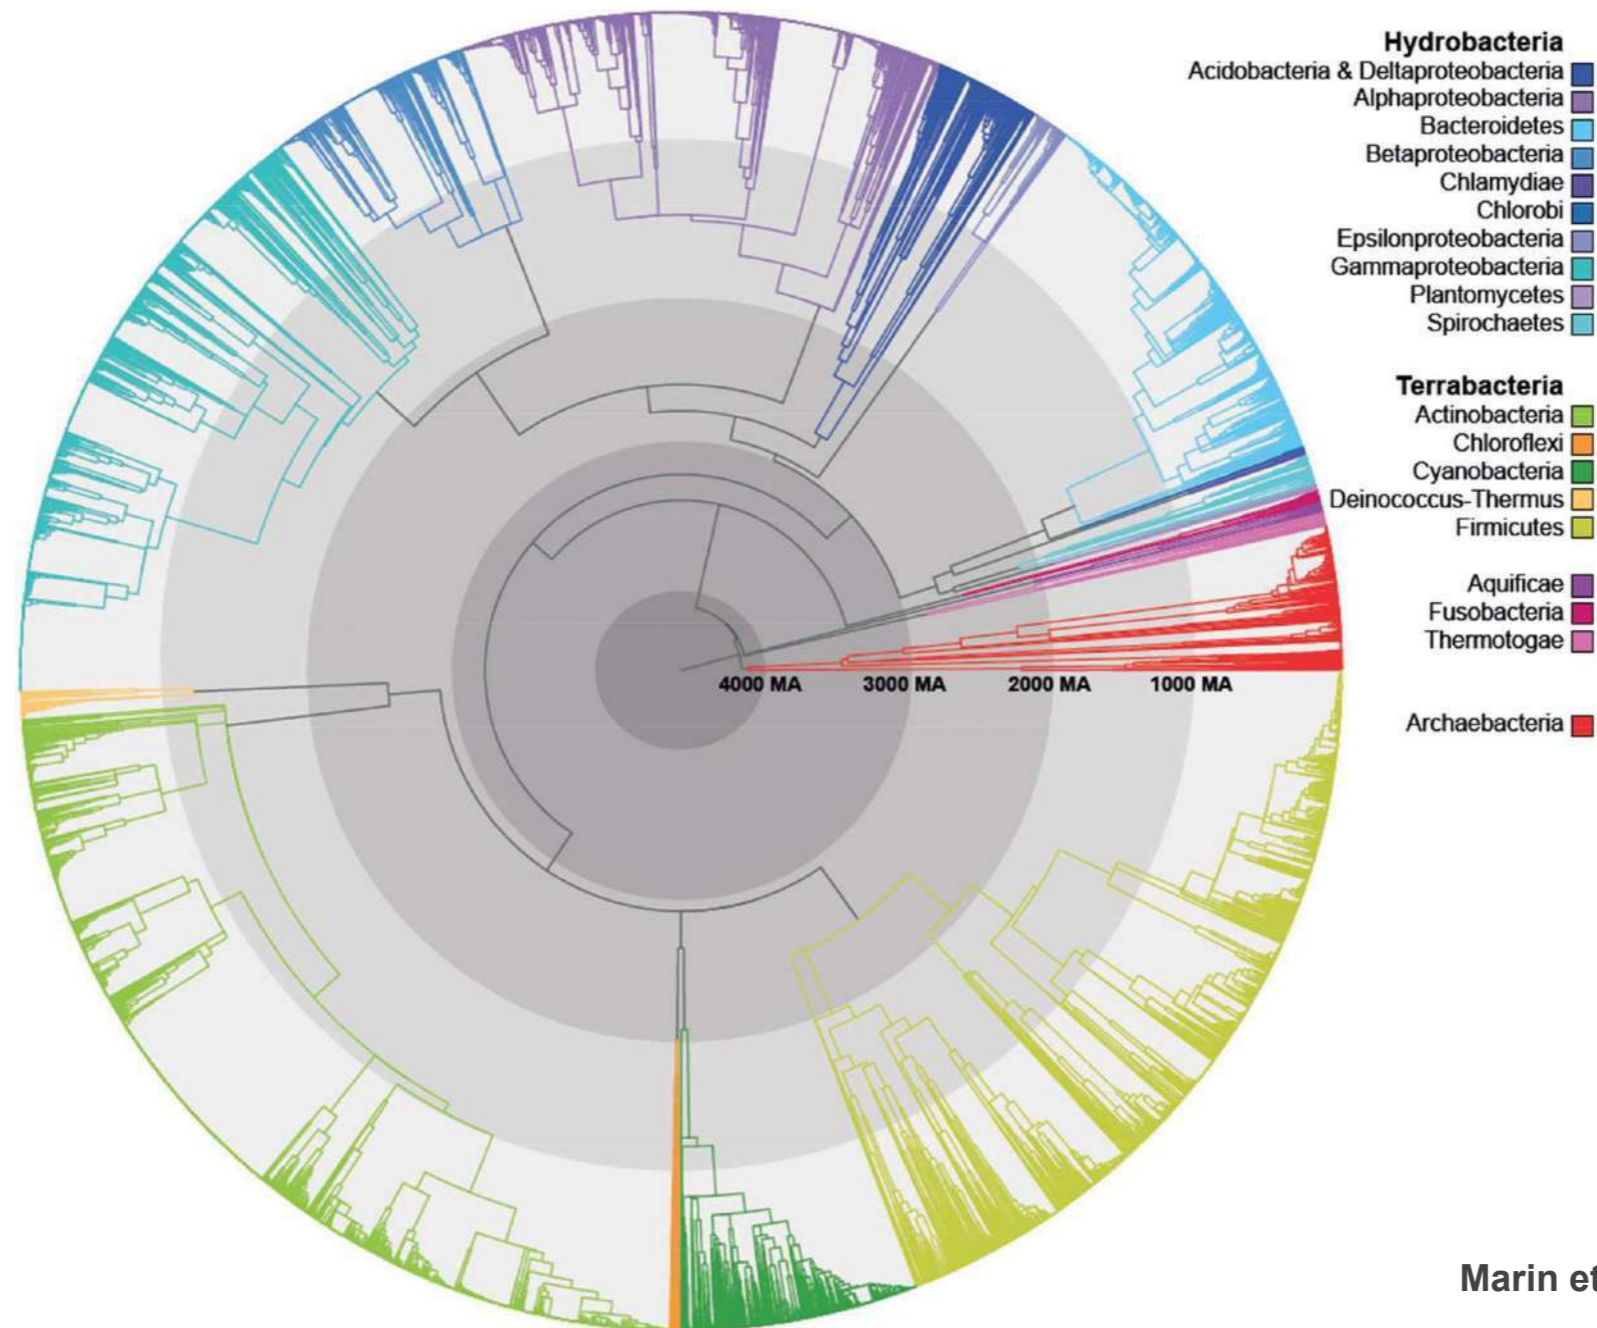 Hydrobacteria
Acidobacteria & Deltaproteobacteria
Alphaproteobacteria
Bacteroidetes
Betaproteobacteria
Chlamydiae
Chlorobi
Epsilonproteobacteria
Gammaproteobacteria
Plantomycetes
Spirochaetes
Terrabacteria
Actinobacteria
Chloroflexi
Cyanobacteria
Deinococcus-Thermus
Firmicutes
Aquificae
Fusobacteria
Thermotogae
Archaebacteria
4000 MA 3000 MA 2000 MA 1000 MA
Marin et